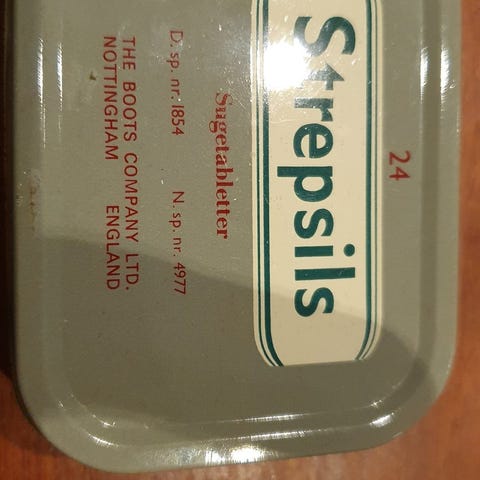 24
Strepsils
Sugetabletter
D. sp. nr. 1854 N. sp. nr. 4977
THE BOOTS COMPANY LTD.
NOTTINGHAM ENGLAND